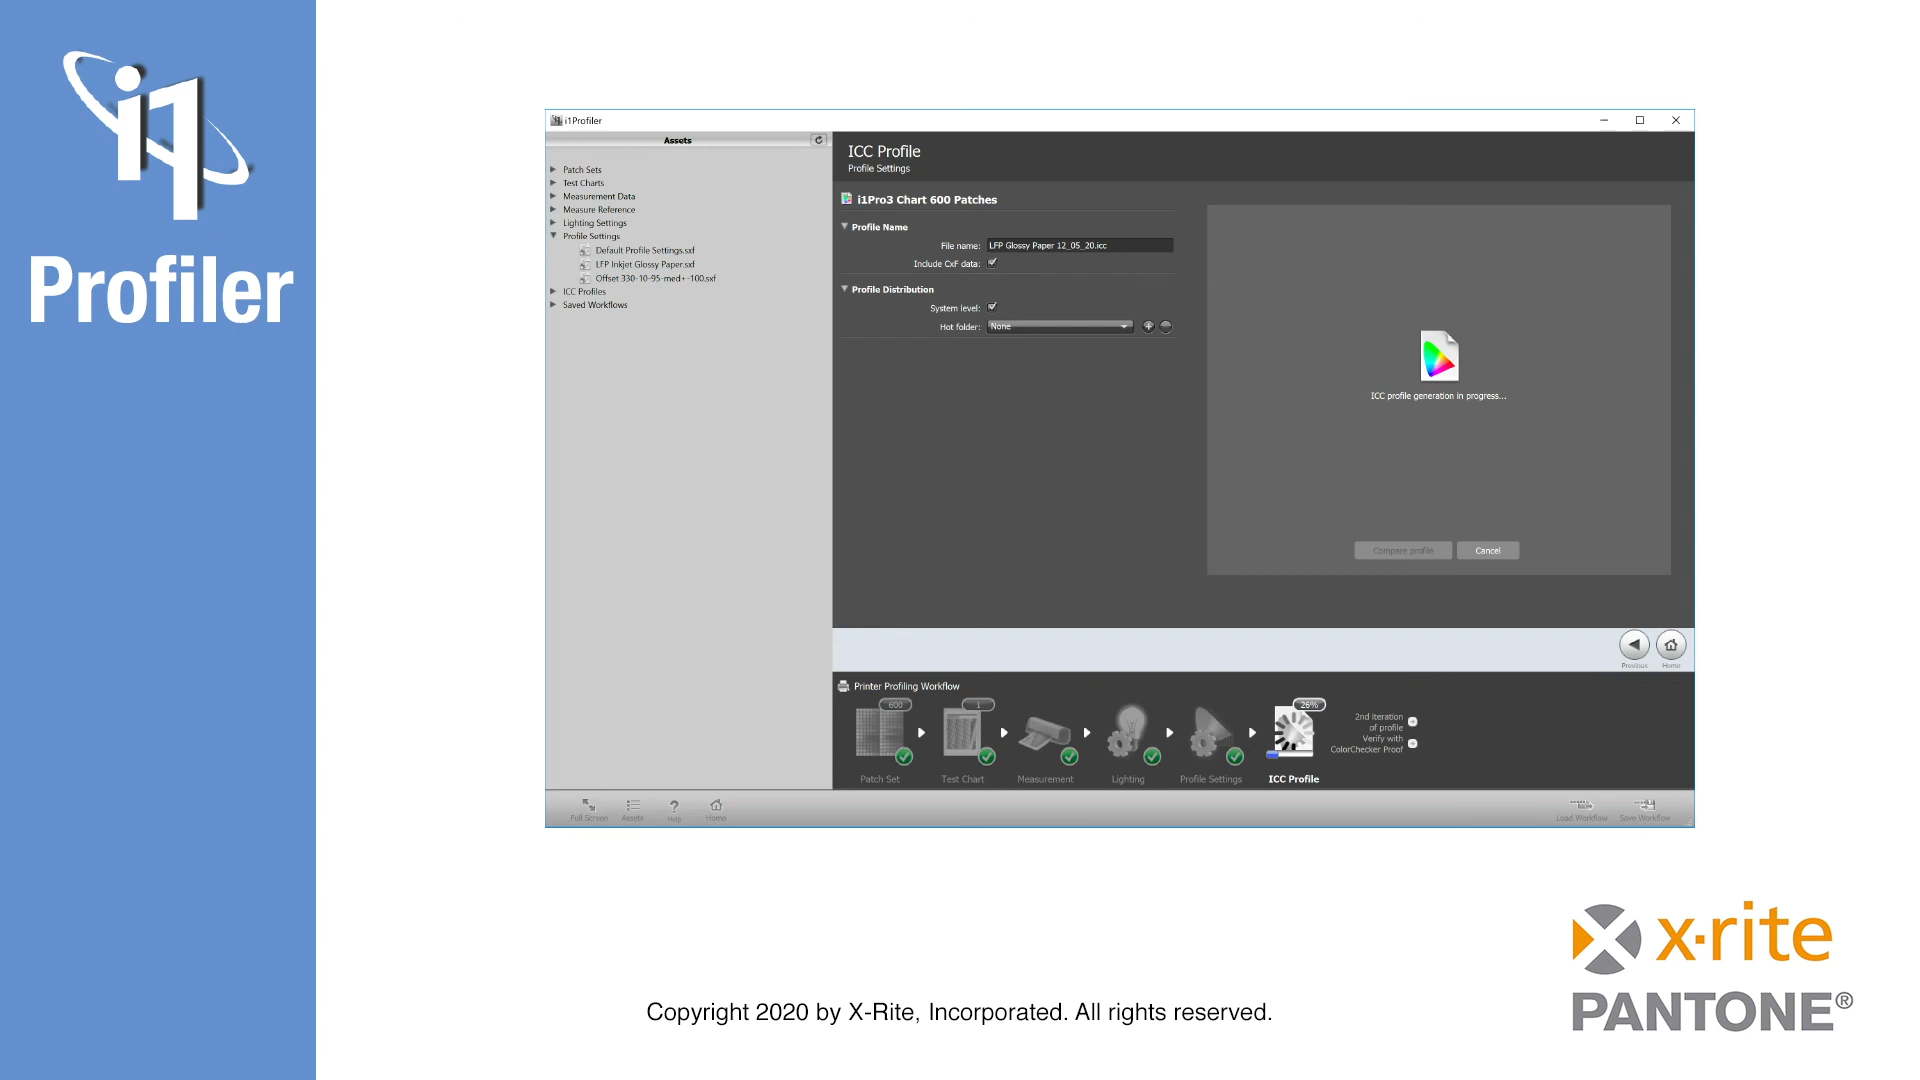 i1
Profiler
i1Profiler
Assets
Patch Sets
Test Charts
Measurement Data
Measure Reference
Lighting Settings
Profile Settings
Default Profile Settings.sxf
LFP Inkjet Glossy Paper.sxf
Offset 330-10-95-med+-100.sxf
ICC Profiles
Saved Workflows
ICC Profile
Profile Settings
i1Pro3 Chart 600 Patches
Profile Name
File name: LFP Glossy Paper 12_05_20.icc
Include CxF data:
Profile Distribution
System level:
Hot folder: None
ICC profile generation in progress...
Compare profile Cancel
Previous Home
Printer Profiling Workflow
600 1 26%
2nd iteration
of profile
Verify with
ColorChecker Proof
Patch Set Test Chart Measurement Lighting Profile Settings ICC Profile
Full Screen Assets Help Home Load Workflow Save Workflow
x·rite
PANTONE®
Copyright 2020 by X-Rite, Incorporated. All rights reserved.